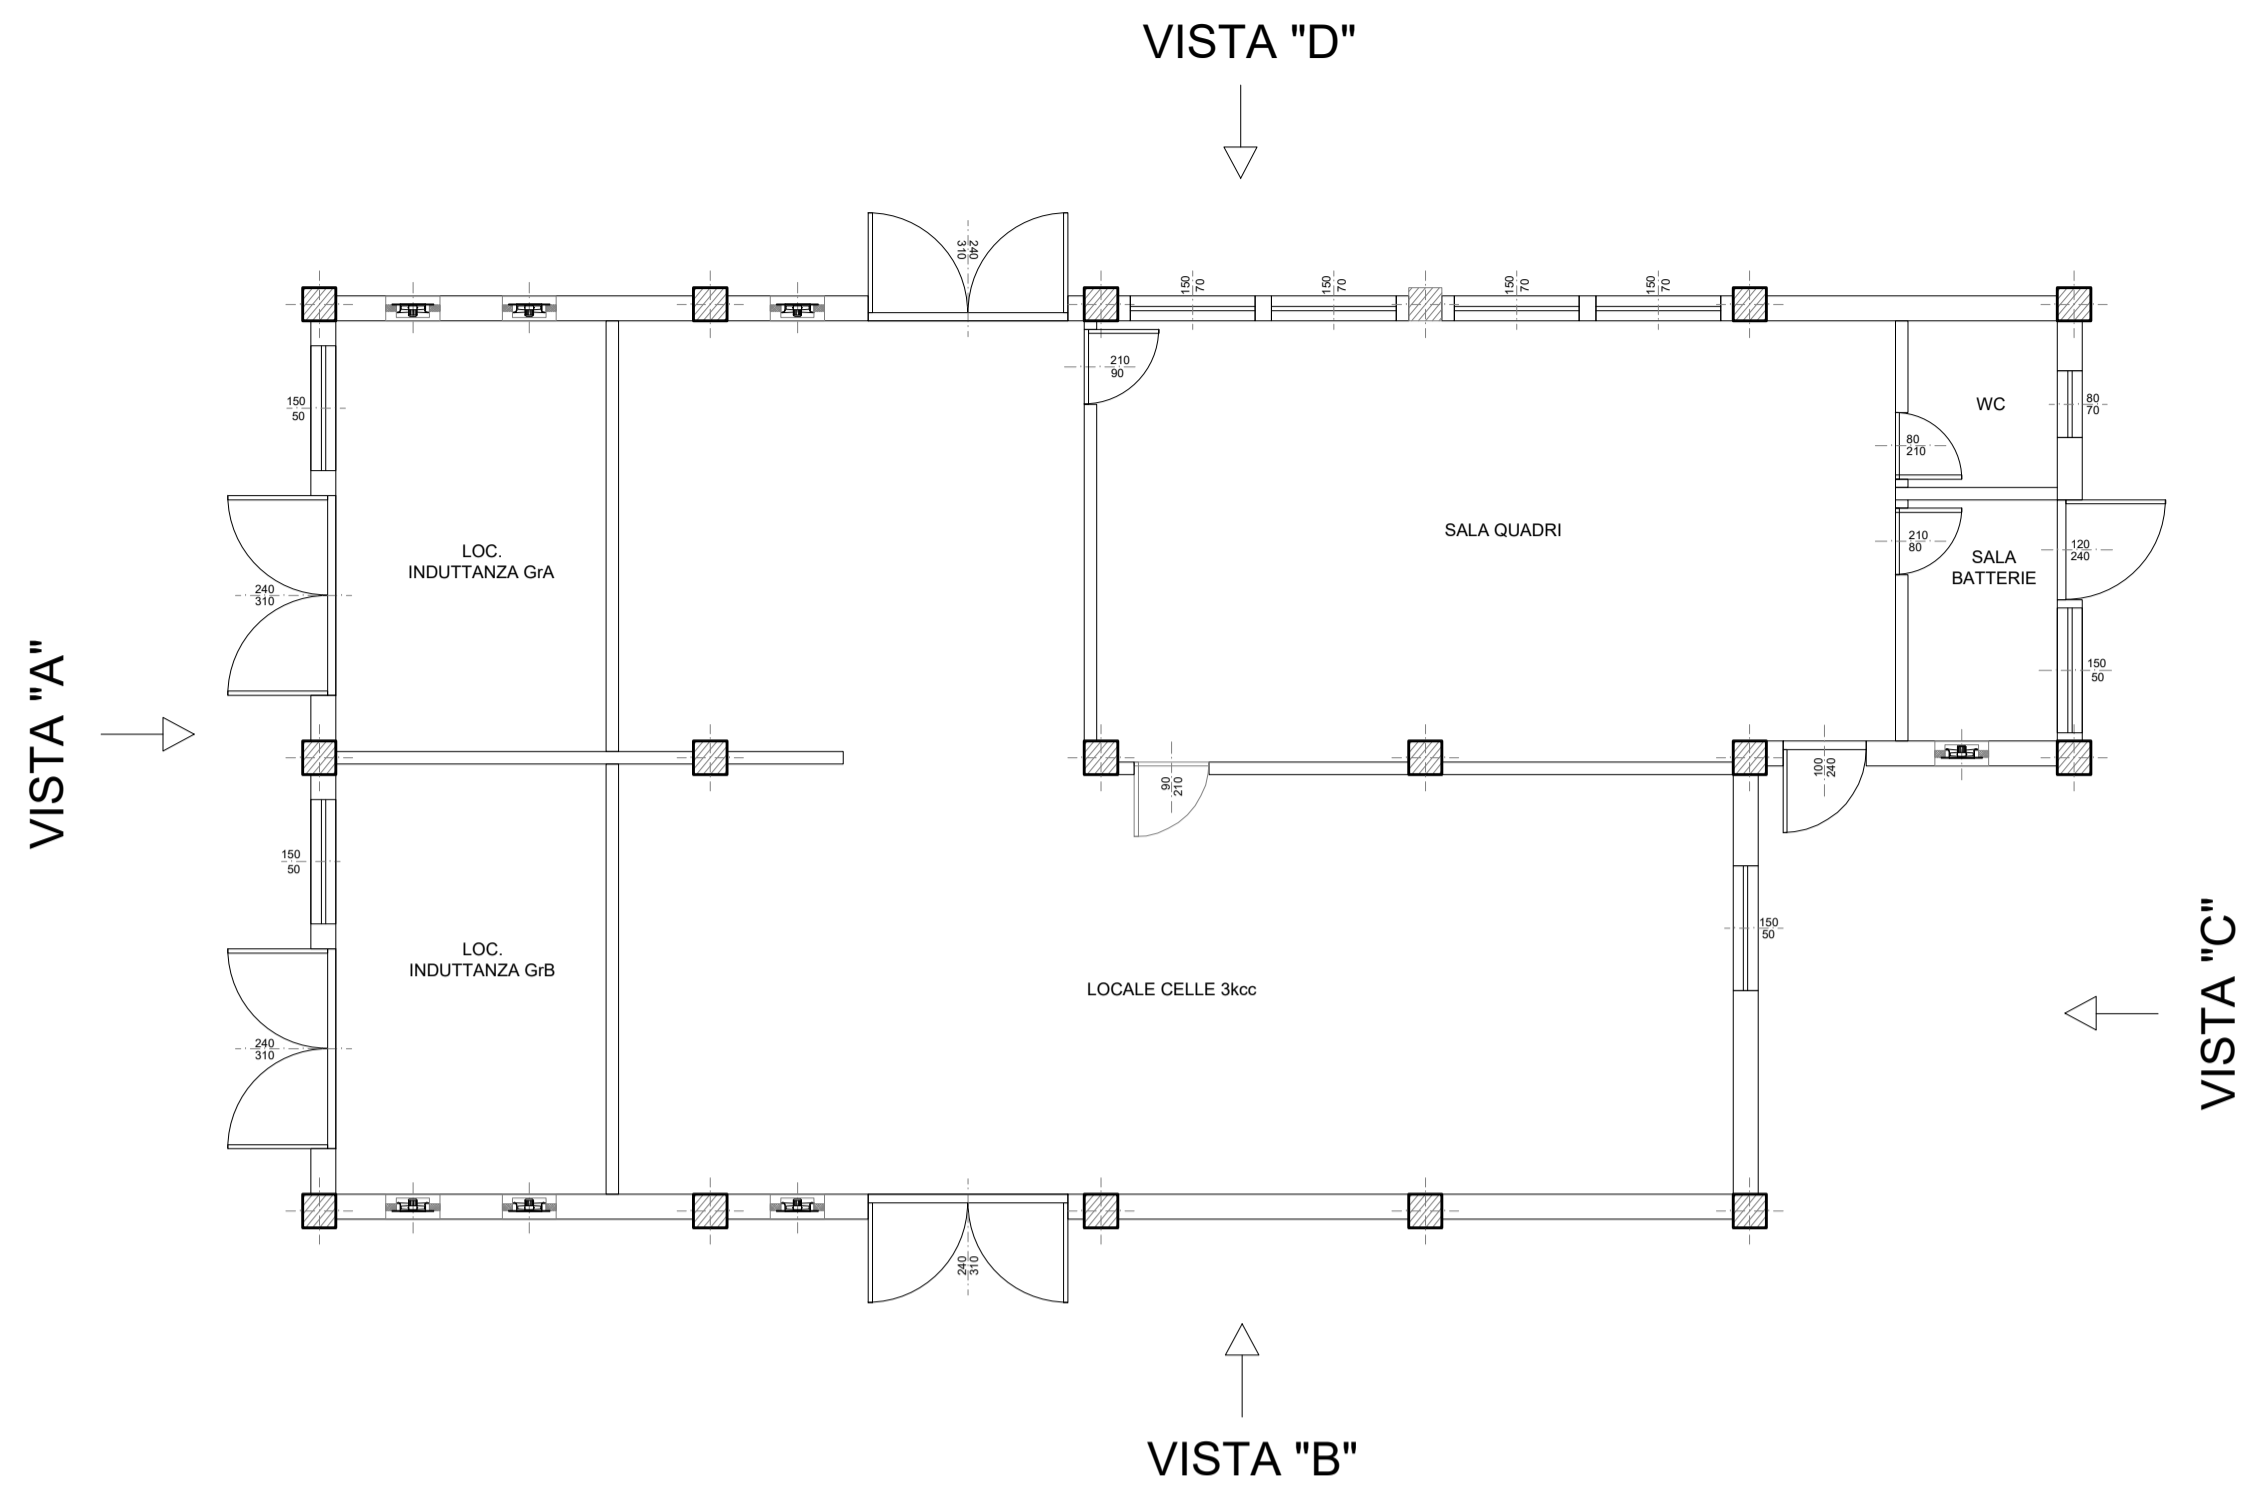 VISTA "D"
240
310
150
70
150
70
150
70
150
70
210
90
150
50
WC
80
70
80
210
SALA QUADRI
LOC.
INDUTTANZA GrA
210
80
SALA
BATTERIE
120
240
240
310
150
50
VISTA "A"
90
210
100
240
150
50
150
50
LOC.
INDUTTANZA GrB
LOCALE CELLE 3kcc
VISTA "C"
240
310
240
310
VISTA "B"